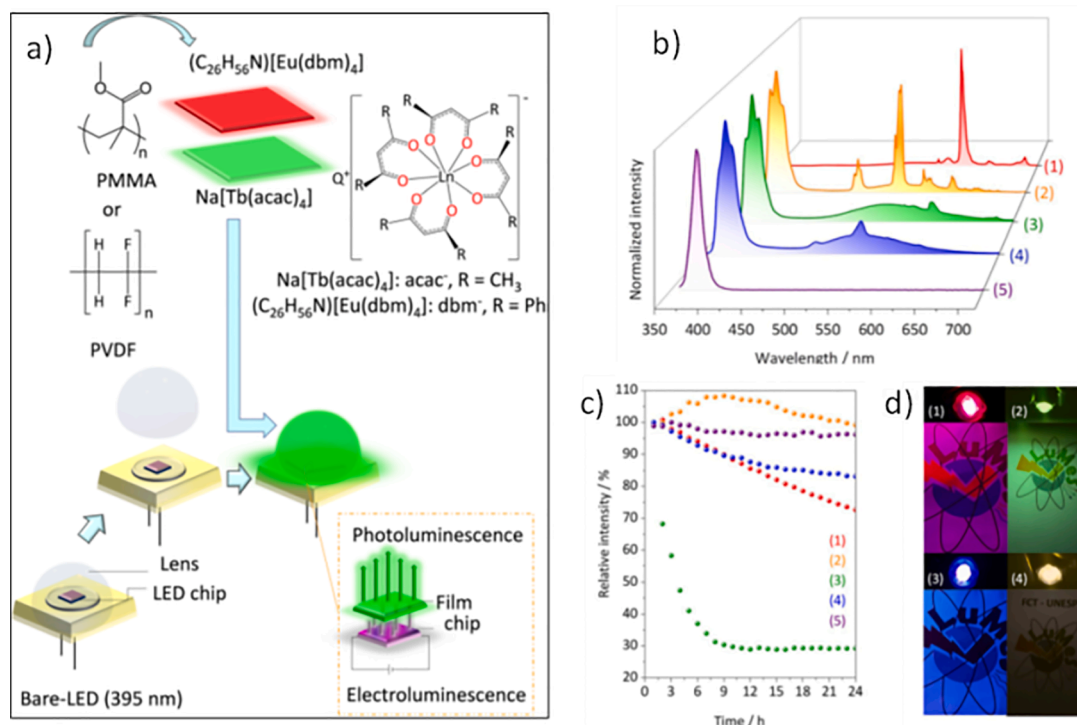 a)
(C₂₆H₅₆N)[Eu(dbm)₄]
O
O
n
PMMA
or
Na[Tb(acac)₄]
H F
H F
n
PVDF
Q⁺
R R
R R
R R
R R
O O
O O
O O
O O
Ln
-
Na[Tb(acac)₄]: acac⁻, R = CH₃
(C₂₆H₅₆N)[Eu(dbm)₄]: dbm⁻, R = Ph
Lens
LED chip
Bare-LED (395 nm)
Photoluminescence
Film
chip
Electroluminescence
b)
Normalized intensity
(1)
(2)
(3)
(4)
(5)
350 400 450 500 550 600 650 700
Wavelength / nm
c)
Relative intensity / %
110
100
90
80
70
60
50
40
30
20
(1)
(2)
(3)
(4)
(5)
0 3 6 9 12 15 18 21 24
Time / h
d)
(1)
(2)
LuMe
(3)
(4)
FCT - UNESP